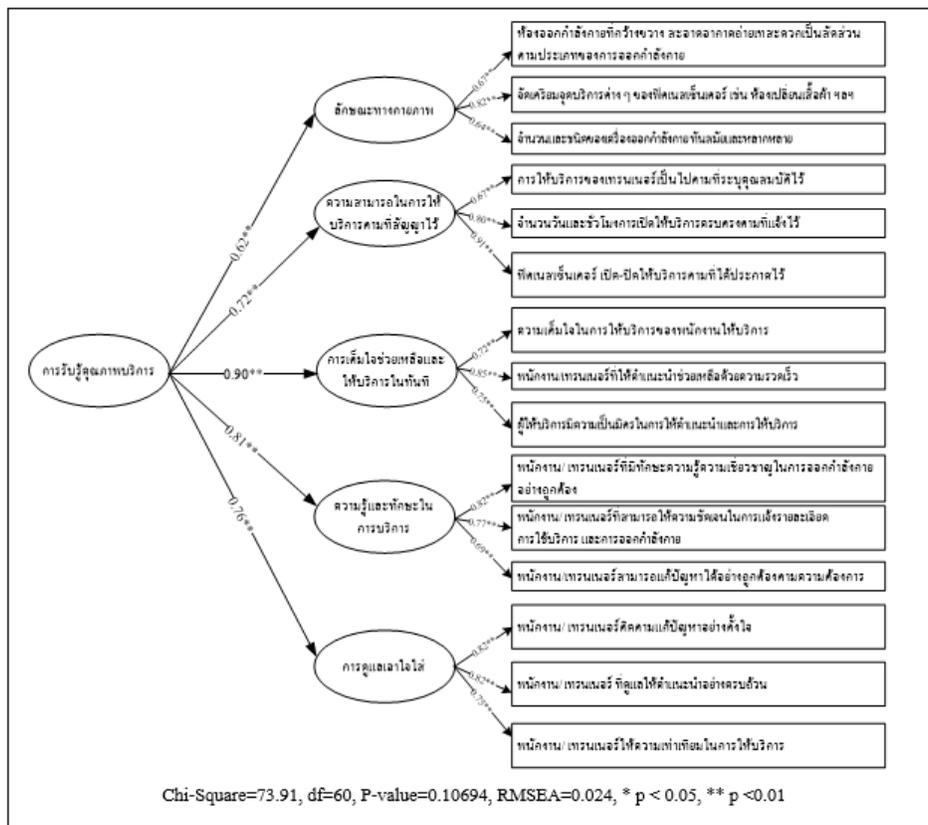 ห้องออกกำลังกายที่กว้างขวาง สะอาดอากาศถ่ายเทสะดวกเป็นสัดส่วน
ตามประเภทของการออกกำลังกาย
0.67**
ลักษณะทางกายภาพ
0.82**
จัดเตรียมจุดบริการต่าง ๆ ของฟิตเนสเซ็นเตอร์ เช่น ห้องเปลี่ยนเสื้อผ้า ฯลฯ
0.64**
จำนวนและชนิดของเครื่องออกกำลังกาย ทันสมัยและหลากหลาย
0.62**
ความสามารถในการให้
บริการตามที่สัญญาไว้
0.67**
การให้บริการของเทรนเนอร์เป็นไปตามที่ระบุคุณสมบัติไว้
0.80**
จำนวนวันและชั่วโมงการเปิดให้บริการครบตรงตามที่แจ้งไว้
0.91**
ฟิตเนสเซ็นเตอร์ เปิด-ปิดให้บริการตามที่ได้ประกาศไว้
0.72**
การรับรู้คุณภาพบริการ
0.90**
การเต็มใจช่วยเหลือและ
ให้บริการในทันที
0.72**
ความเต็มใจในการให้บริการของพนักงานให้บริการ
0.85**
พนักงาน/เทรนเนอร์ที่ให้คำแนะนำช่วยเหลือด้วยความรวดเร็ว
0.75**
ผู้ให้บริการมีความเป็นมิตรในการให้คำแนะนำและการให้บริการ
0.81**
ความรู้และทักษะใน
การบริการ
0.82**
พนักงาน/ เทรนเนอร์ที่มีทักษะความรู้ความเชี่ยวชาญในการออกกำลังกาย
อย่างถูกต้อง
0.77**
พนักงาน/ เทรนเนอร์ที่สามารถให้ความชัดเจนในการแจ้งรายละเอียด
การใช้บริการ และการออกกำลังกาย
0.69**
พนักงาน/เทรนเนอร์สามารถแก้ปัญหาได้อย่างถูกต้องตามความต้องการ
0.76**
การดูแลเอาใจใส่
0.82**
พนักงาน/ เทรนเนอร์ติดตามแก้ปัญหาอย่างตั้งใจ
0.82**
พนักงาน/ เทรนเนอร์ ที่ดูแลให้คำแนะนำอย่างครบถ้วน
0.75**
พนักงาน/ เทรนเนอร์ให้ความเท่าเทียมในการให้บริการ
Chi-Square=73.91, df=60, P-value=0.10694, RMSEA=0.024, * p < 0.05, ** p <0.01